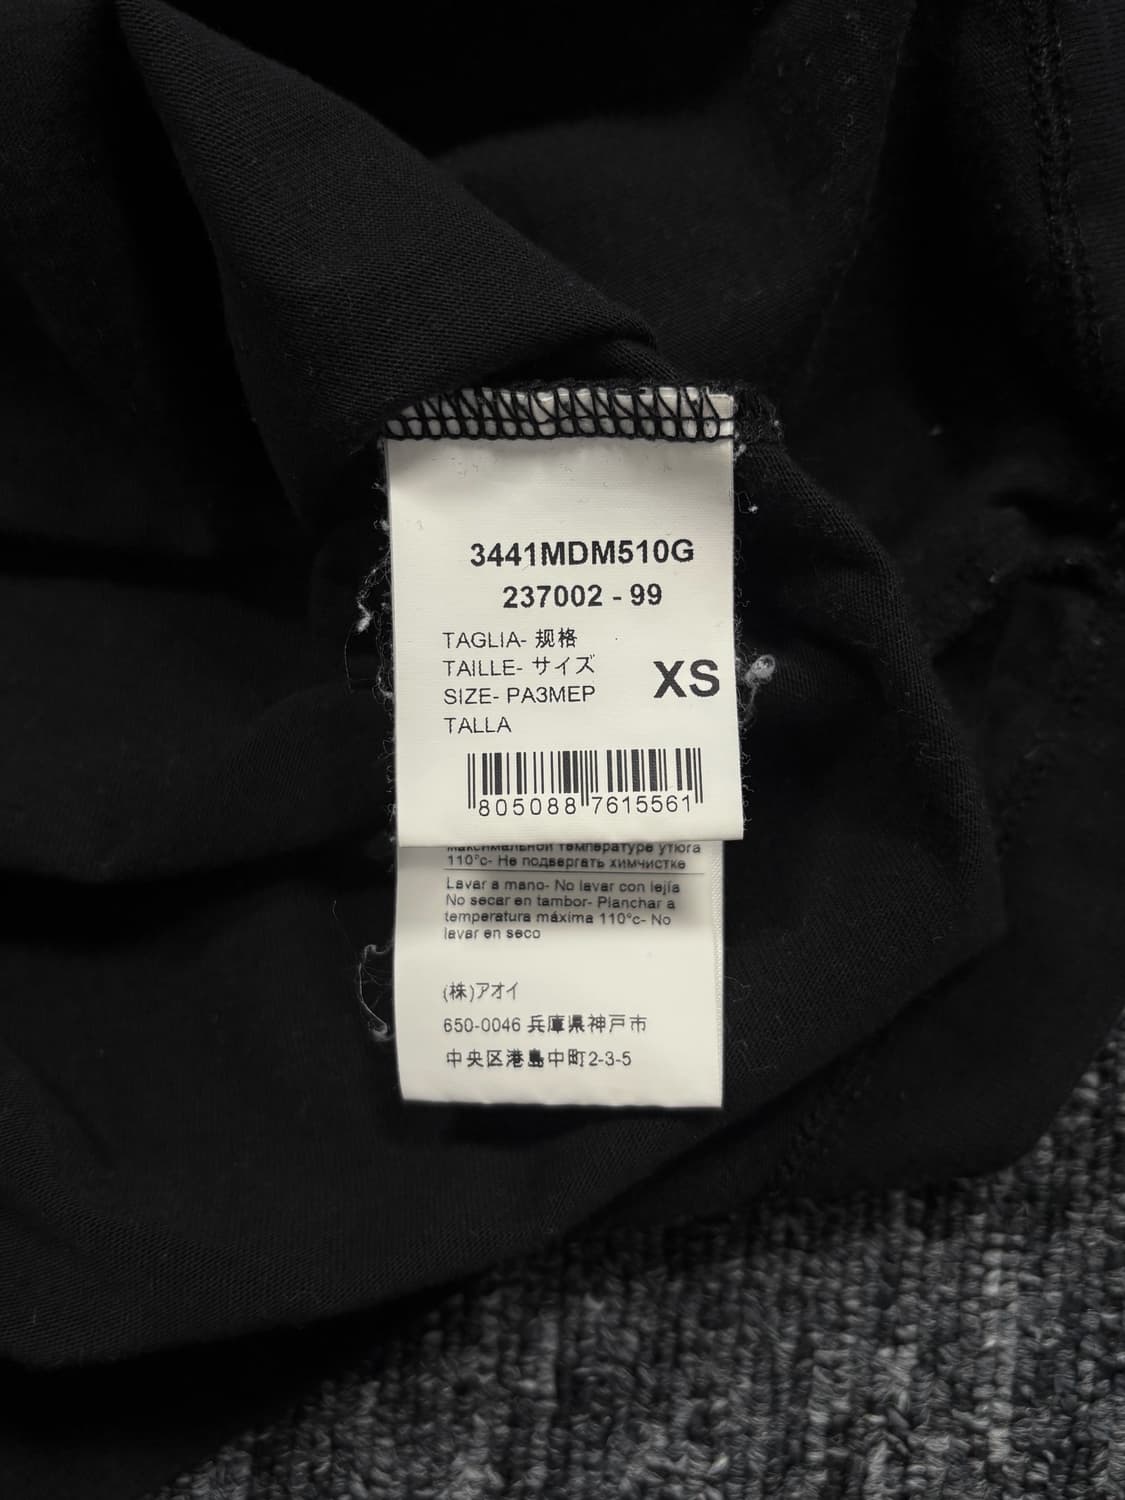 3441MDM510G
237002 - 99
TAGLIA- 规格
TAILLE- サイズ
SIZE- РАЗМЕР
TALLA
XS
8050887615561
максимальной температуре утюга
110°c- Не подвергать химчистке
Lavar a mano- No lavar con lejía
No secar en tambor- Planchar a
temperatura máxima 110°c- No
lavar en seco
(株)アオイ
650-0046 兵庫県神戸市
中央区港島中町2-3-5